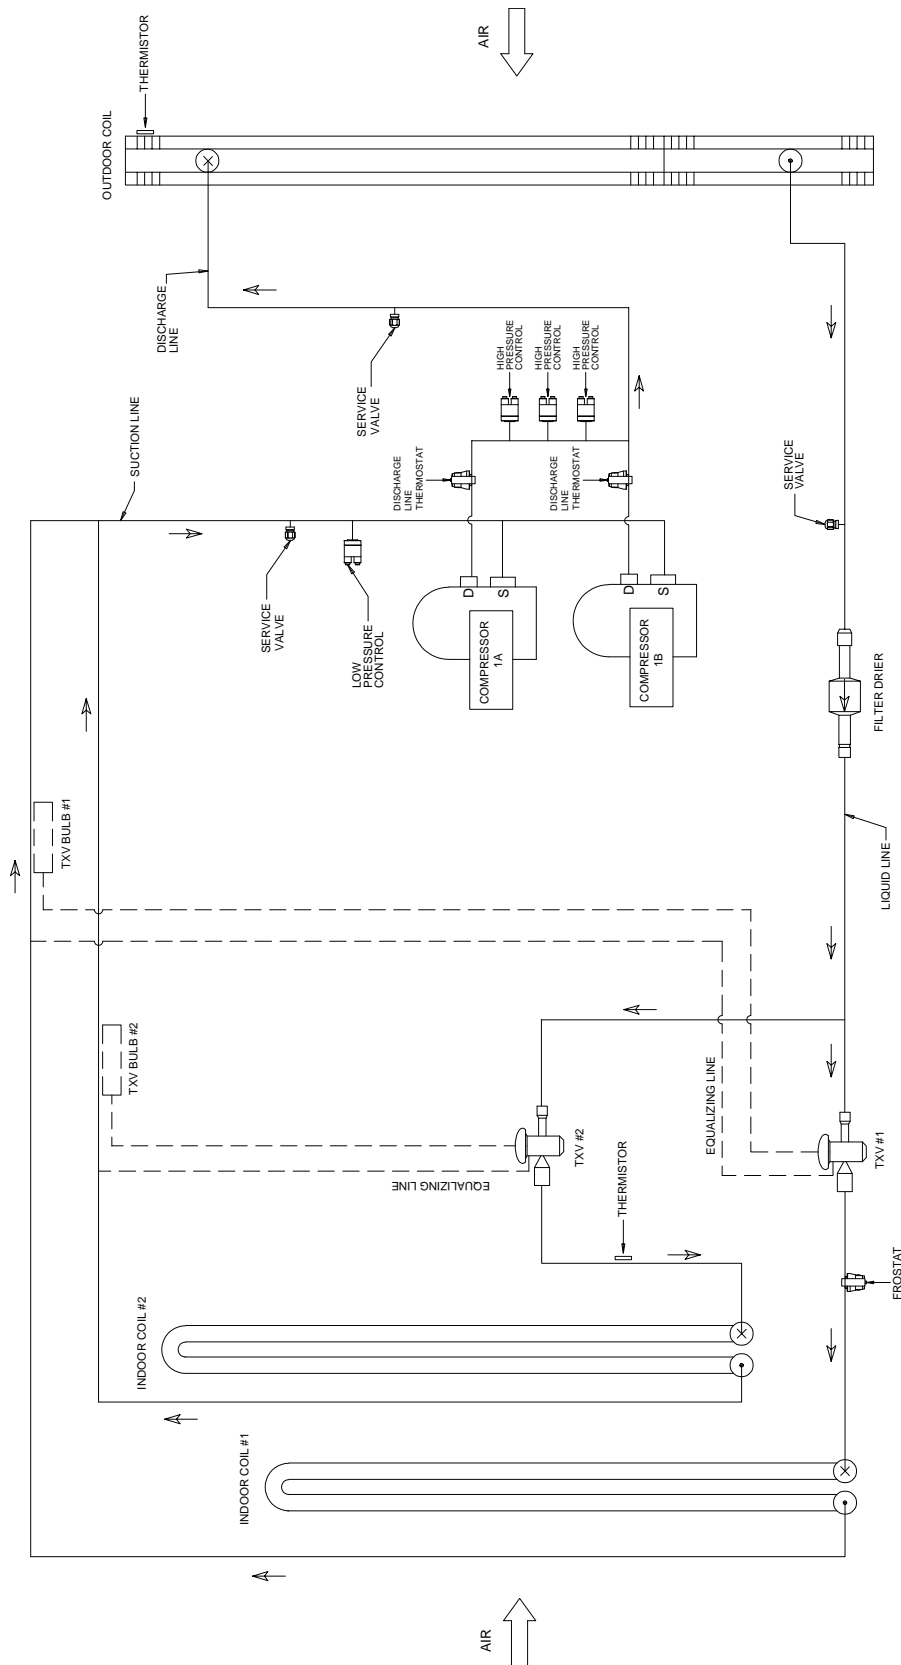 AIR
THERMISTOR
OUTDOOR COIL
DISCHARGE
LINE
SERVICE
VALVE
HIGH
PRESSURE
CONTROL
HIGH
PRESSURE
CONTROL
HIGH
PRESSURE
CONTROL
SUCTION LINE
DISCHARGE
LINE
THERMOSTAT
DISCHARGE
LINE
THERMOSTAT
SERVICE
VALVE
SERVICE
VALVE
LOW
PRESSURE
CONTROL
D
S
COMPRESSOR
1A
D
S
COMPRESSOR
1B
FILTER DRIER
TXV BULB #1
LIQUID LINE
TXV BULB #2
EQUALIZING LINE
TXV #2
EQUALIZING LINE
TXV #1
THERMISTOR
FROSTAT
INDOOR COIL #2
INDOOR COIL #1
AIR